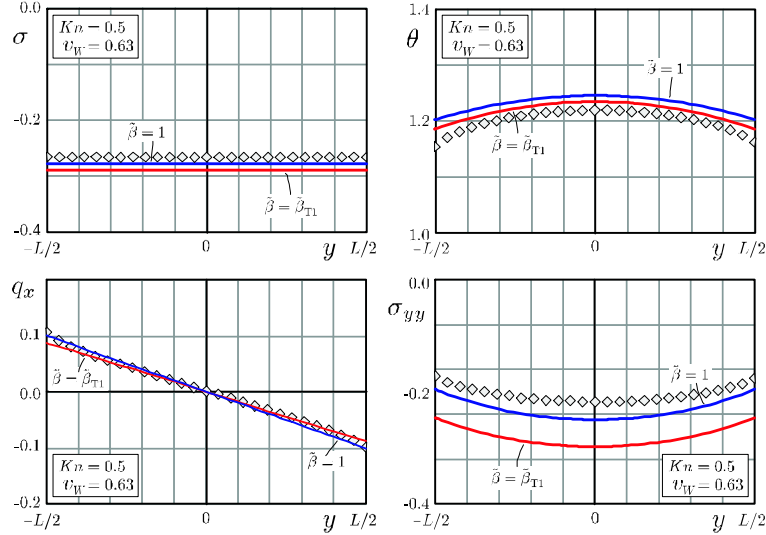 σ
0.0
Kn = 0.5
v_W = 0.63
-0.2
β̃ = 1
β̃ = β̃_T1
-0.4
-L/2
0
y
L/2
θ
1.4
Kn - 0.5
v_W - 0.63
β̃ = 1
1.2
β̃ = β̃_T1
1.0
-L/2
0
y
L/2
q_x
0.1
β̃ - β̃_T1
0.0
-0.1
β̃ - 1
Kn = 0.5
v_W = 0.63
-0.2
-L/2
0
y
L/2
0.0
σ_yy
-0.2
β̃ = 1
β̃ = β̃_T1
Kn = 0.5
v_W = 0.63
-0.4
-L/2
0
y
L/2